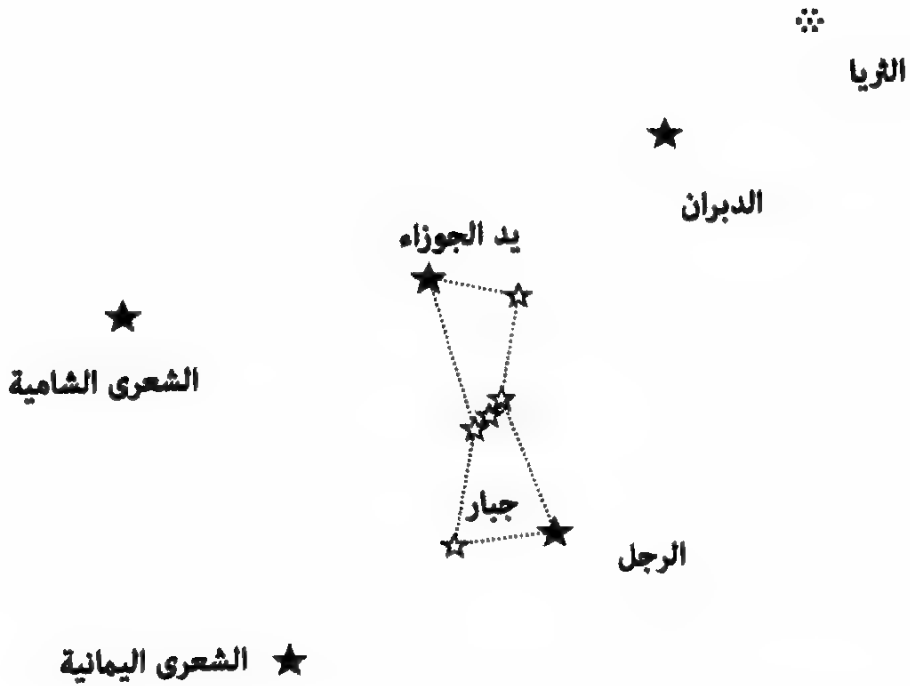 الثريا
الدبران
يد الجوزاء
الشعرى الشامية
جبار
الرجل
الشعرى اليمانية